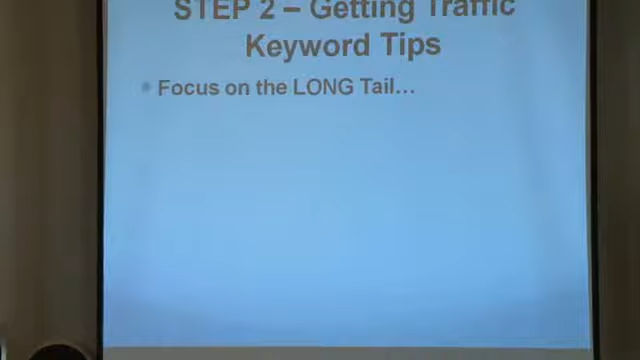 STEP 2 – Getting Traffic
Keyword Tips
Focus on the LONG Tail...